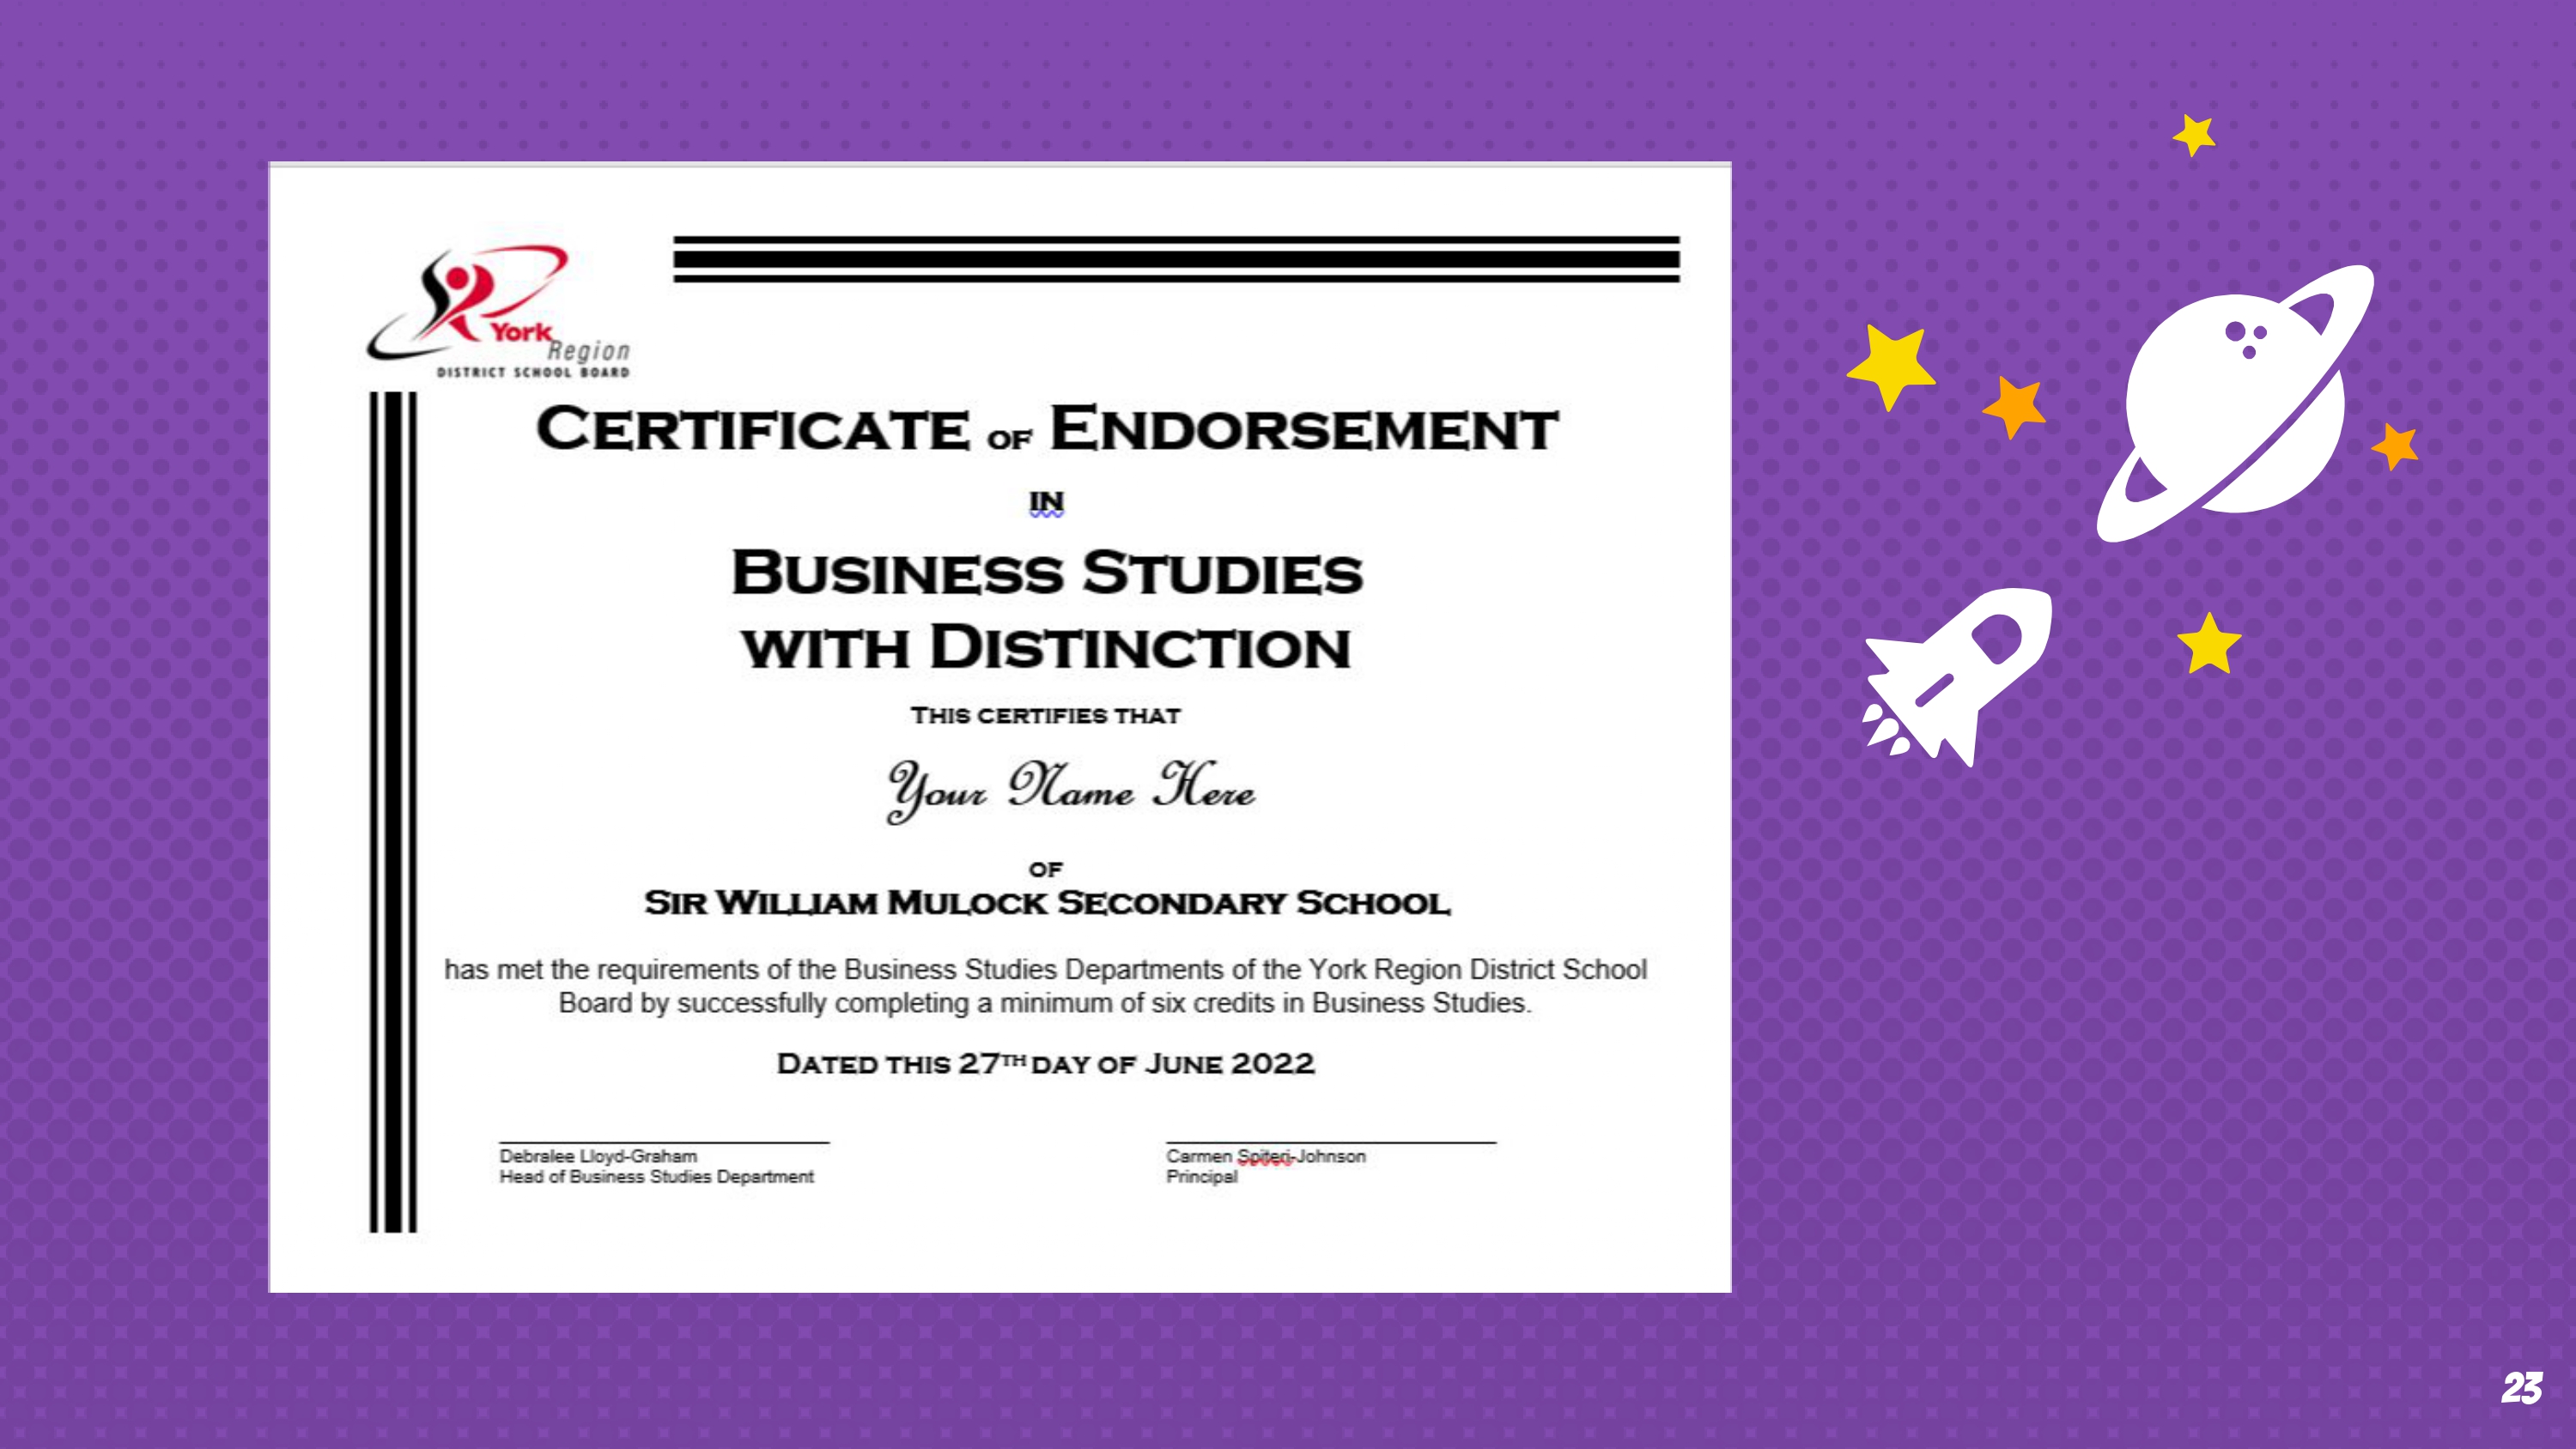 York
Region
DISTRICT SCHOOL BOARD
CERTIFICATE OF ENDORSEMENT
IN
BUSINESS STUDIES
WITH DISTINCTION
THIS CERTIFIES THAT
Your Name Here
OF
SIR WILLIAM MULOCK SECONDARY SCHOOL
has met the requirements of the Business Studies Departments of the York Region District School
Board by successfully completing a minimum of six credits in Business Studies.
DATED THIS 27TH DAY OF JUNE 2022
Debralee Lloyd-Graham
Head of Business Studies Department
Carmen Spiteri-Johnson
Principal
23